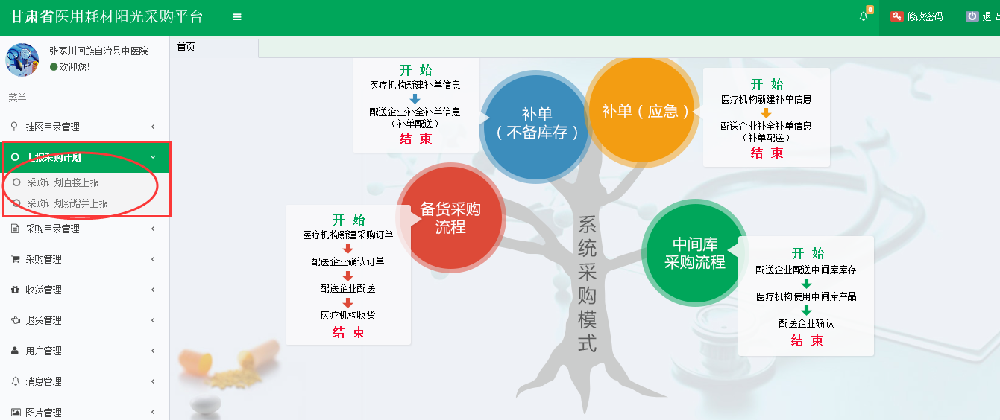 甘肃省医用耗材阳光采购平台
0
修改密码
退 出
张家川回族自治县中医院
欢迎您!
菜单
挂网目录管理
上报采购计划
采购计划直接上报
采购计划新增并上报
采购目录管理
采购管理
收货管理
退货管理
用户管理
消息管理
图片管理
首页
开 始
医疗机构新建补单信息
配送企业补全补单信息
（补单配送）
结 束
补单
（不备库存）
补单（应急）
开 始
医疗机构新建补单信息
配送企业补全补单信息
（补单配送）
结 束
备货采购
流程
开 始
医疗机构新建采购订单
配送企业确认订单
配送企业配送
医疗机构收货
结 束
系统采购模式
中间库
采购流程
开 始
配送企业配送中间库库存
医疗机构使用中间库产品
配送企业确认
结 束